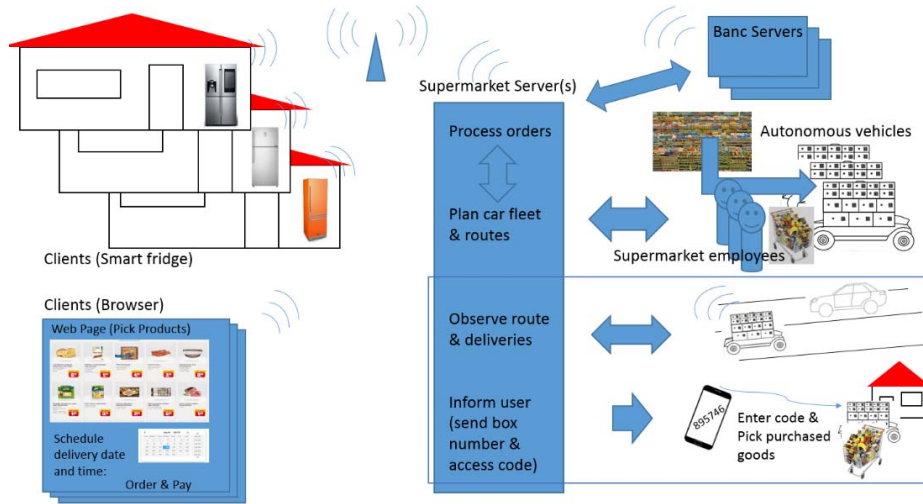 Banc Servers
Supermarket Server(s)
Process orders
Autonomous vehicles
Plan car fleet
& routes
Supermarket employees
Clients (Smart fridge)
Clients (Browser)
Web Page (Pick Products)
Schedule
delivery date
and time:
Order & Pay
Observe route
& deliveries
Inform user
(send box
number &
access code)
895746
Enter code &
Pick purchased
goods